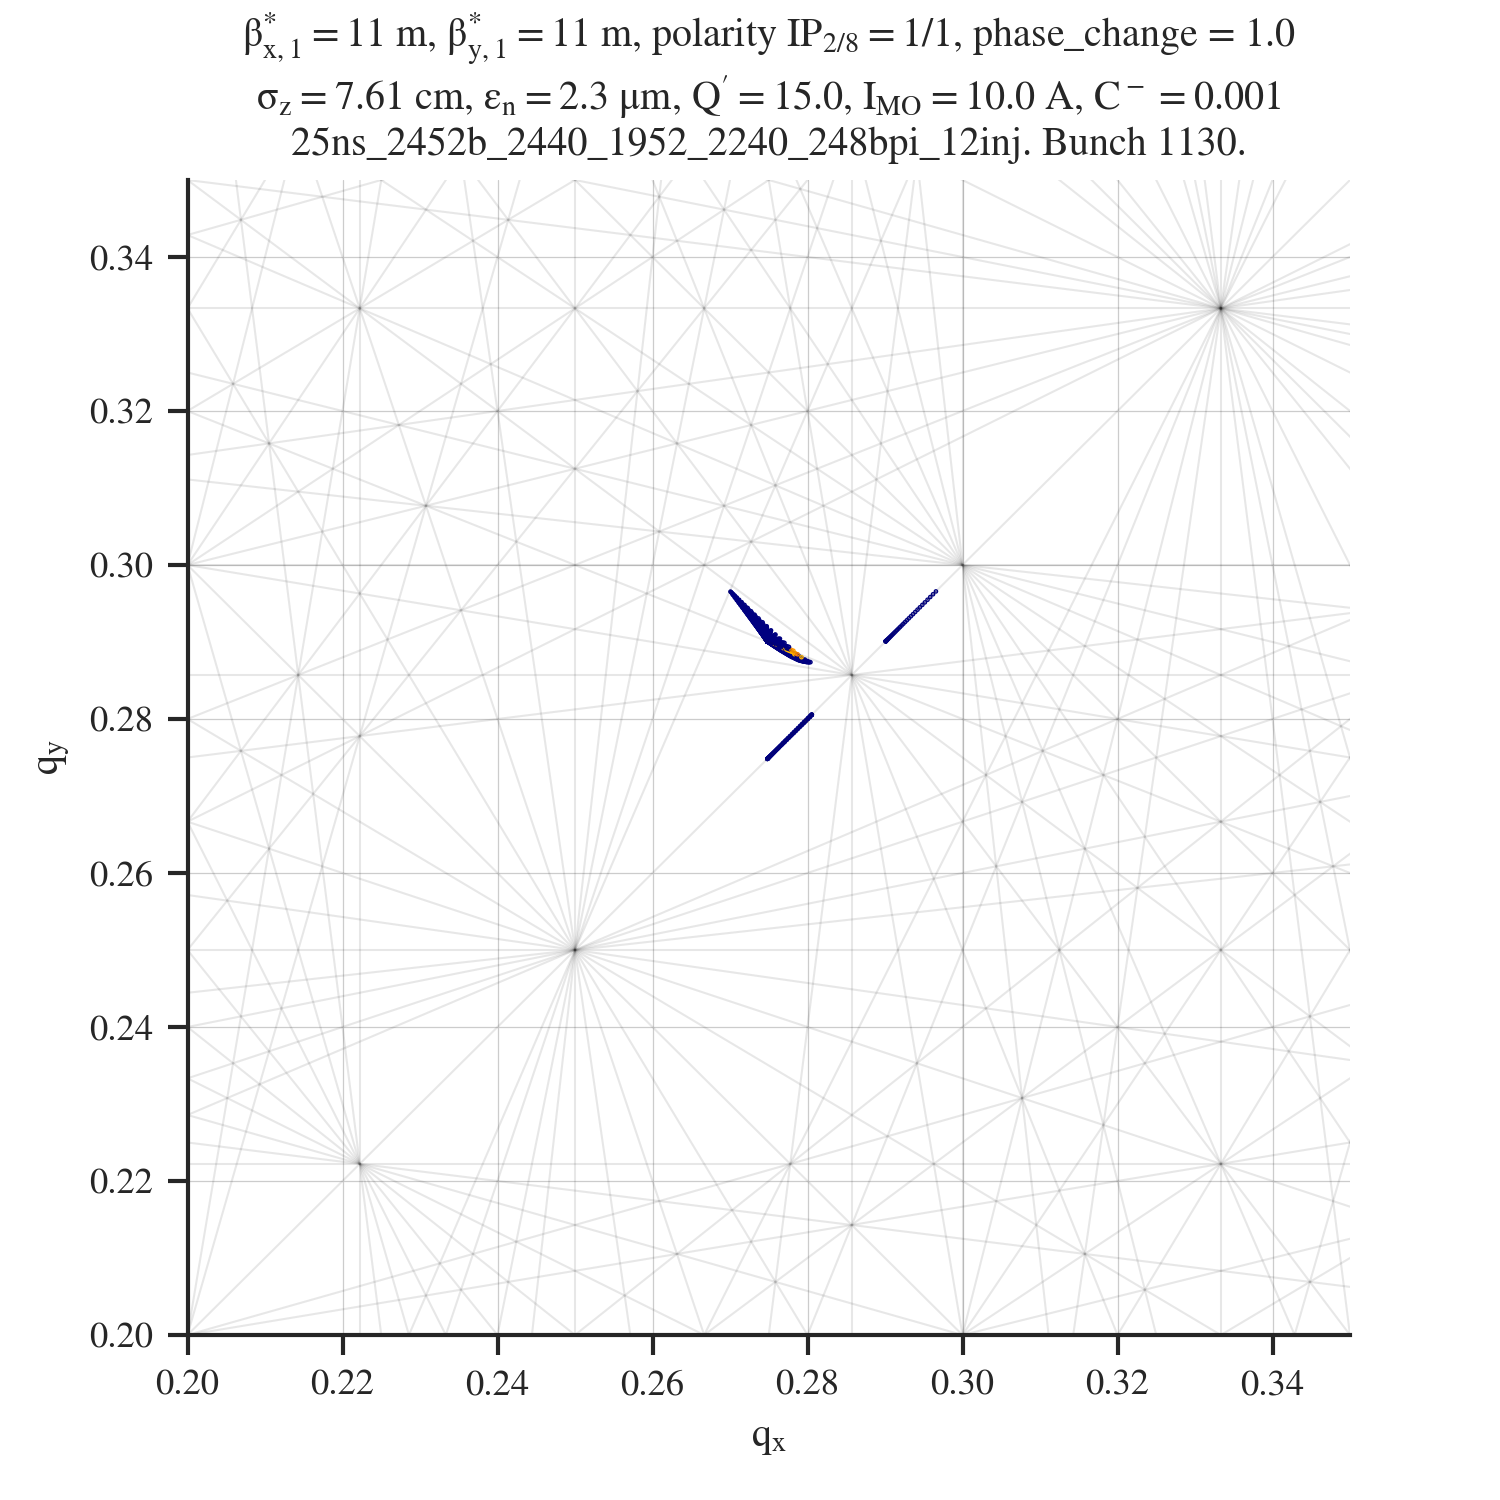 β*x, 1 = 11 m, β*y, 1 = 11 m, polarity IP2/8 = 1/1, phase_change = 1.0
σz = 7.61 cm, εn = 2.3 μm, Q′ = 15.0, IMO = 10.0 A, C− = 0.001
25ns_2452b_2440_1952_2240_248bpi_12inj. Bunch 1130.
0.34
0.32
0.30
0.28
qy
0.26
0.24
0.22
0.20
0.20 0.22 0.24 0.26 0.28 0.30 0.32 0.34
qx